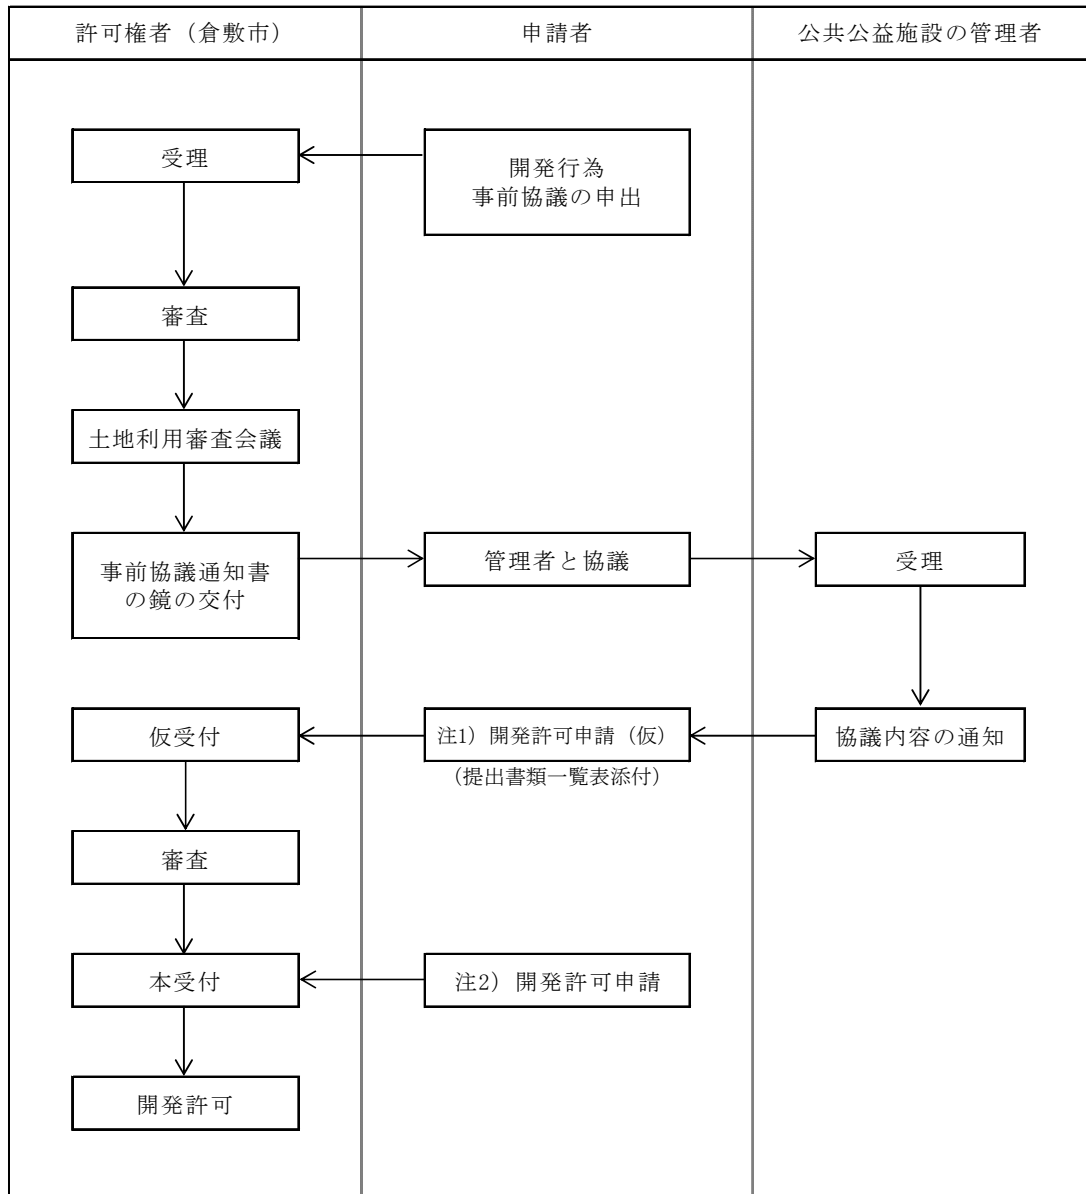 許可権者（倉敷市）
申請者
公共公益施設の管理者
受理
開発行為
事前協議の申出
審査
土地利用審査会議
事前協議通知書
の鏡の交付
管理者と協議
受理
仮受付
注1）開発許可申請（仮）
（提出書類一覧表添付）
協議内容の通知
審査
本受付
注2）開発許可申請
開発許可